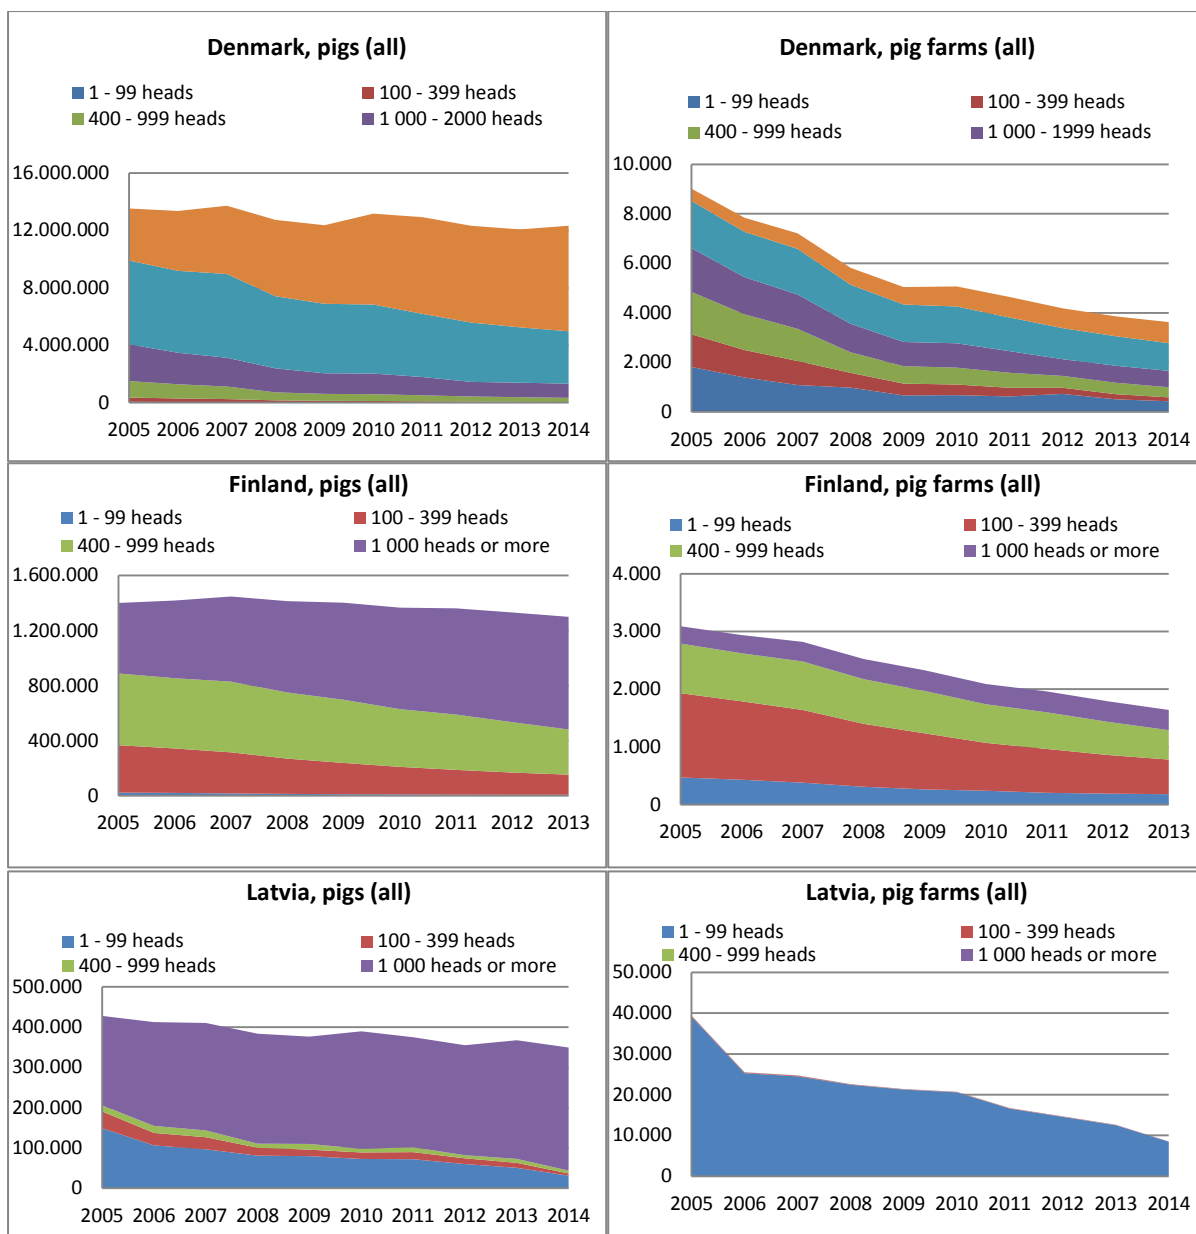 Denmark, pigs (all)
1 - 99 heads
100 - 399 heads
400 - 999 heads
1 000 - 2000 heads
16.000.000
12.000.000
8.000.000
4.000.000
0
2005 2006 2007 2008 2009 2010 2011 2012 2013 2014
Denmark, pig farms (all)
1 - 99 heads
100 - 399 heads
400 - 999 heads
1 000 - 1999 heads
10.000
8.000
6.000
4.000
2.000
0
2005 2006 2007 2008 2009 2010 2011 2012 2013 2014
Finland, pigs (all)
1 - 99 heads
100 - 399 heads
400 - 999 heads
1 000 heads or more
1.600.000
1.200.000
800.000
400.000
0
2005 2006 2007 2008 2009 2010 2011 2012 2013
Finland, pig farms (all)
1 - 99 heads
100 - 399 heads
400 - 999 heads
1 000 heads or more
4.000
3.000
2.000
1.000
0
2005 2006 2007 2008 2009 2010 2011 2012 2013
Latvia, pigs (all)
1 - 99 heads
100 - 399 heads
400 - 999 heads
1 000 heads or more
500.000
400.000
300.000
200.000
100.000
0
2005 2006 2007 2008 2009 2010 2011 2012 2013 2014
Latvia, pig farms (all)
1 - 99 heads
100 - 399 heads
400 - 999 heads
1 000 heads or more
50.000
40.000
30.000
20.000
10.000
0
2005 2006 2007 2008 2009 2010 2011 2012 2013 2014